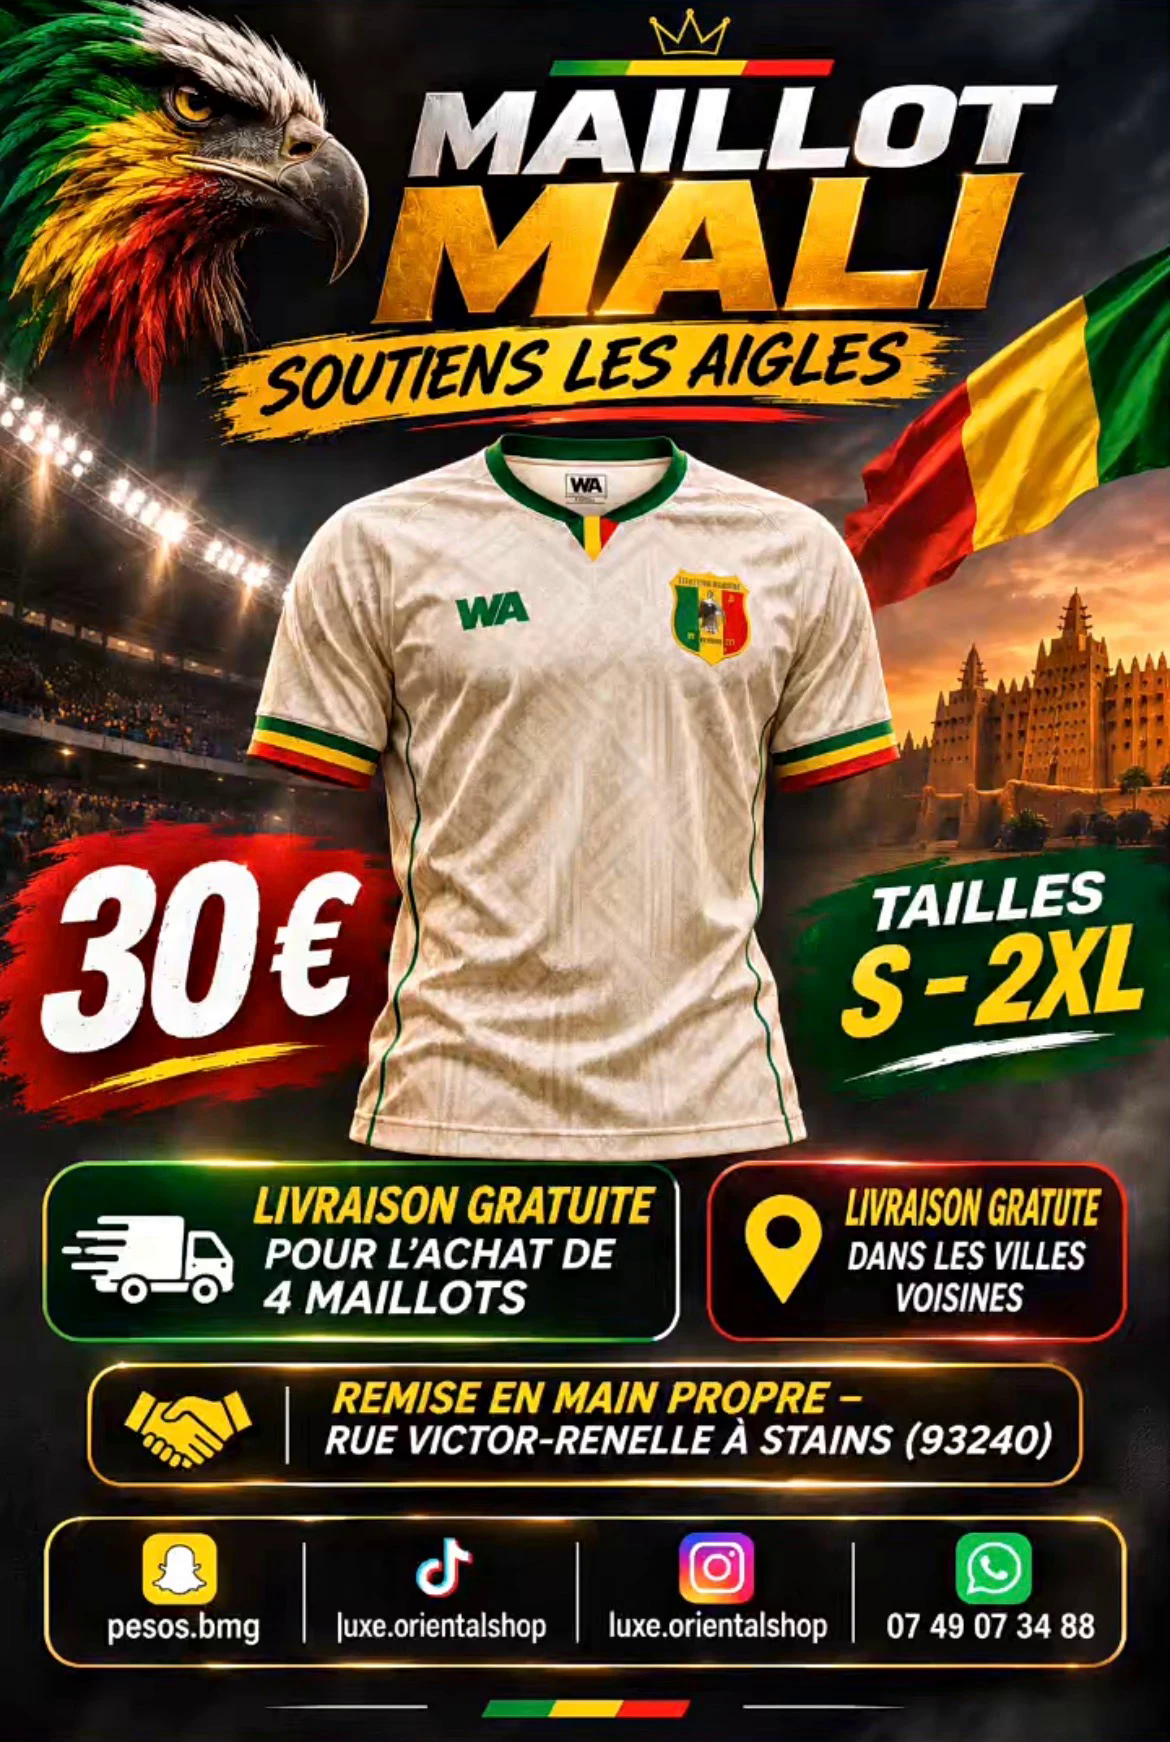 MAILLOT
MALI
SOUTIENS LES AIGLES
WA
WA
30€
TAILLES
S - 2XL
LIVRAISON GRATUITE
POUR L'ACHAT DE
4 MAILLOTS
LIVRAISON GRATUTE
DANS LES VILLES
VOISINES
REMISE EN MAIN PROPRE –
RUE VICTOR-RENELLE À STAINS (93240)
pesos.bmg
luxe.orientalshop
luxe.orientalshop
07 49 07 34 88